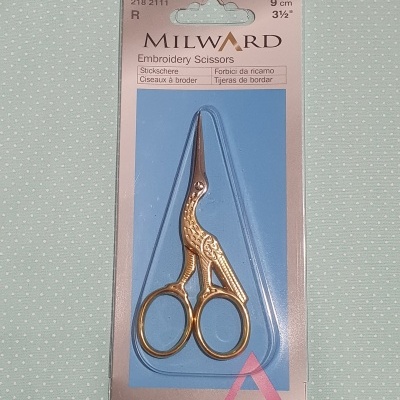 218 2111
R
9 cm
3½"
MILWARD
Embroidery Scissors
Stickschere
Forbici da ricamo
Ciseaux à broder
Tijeras de bordar